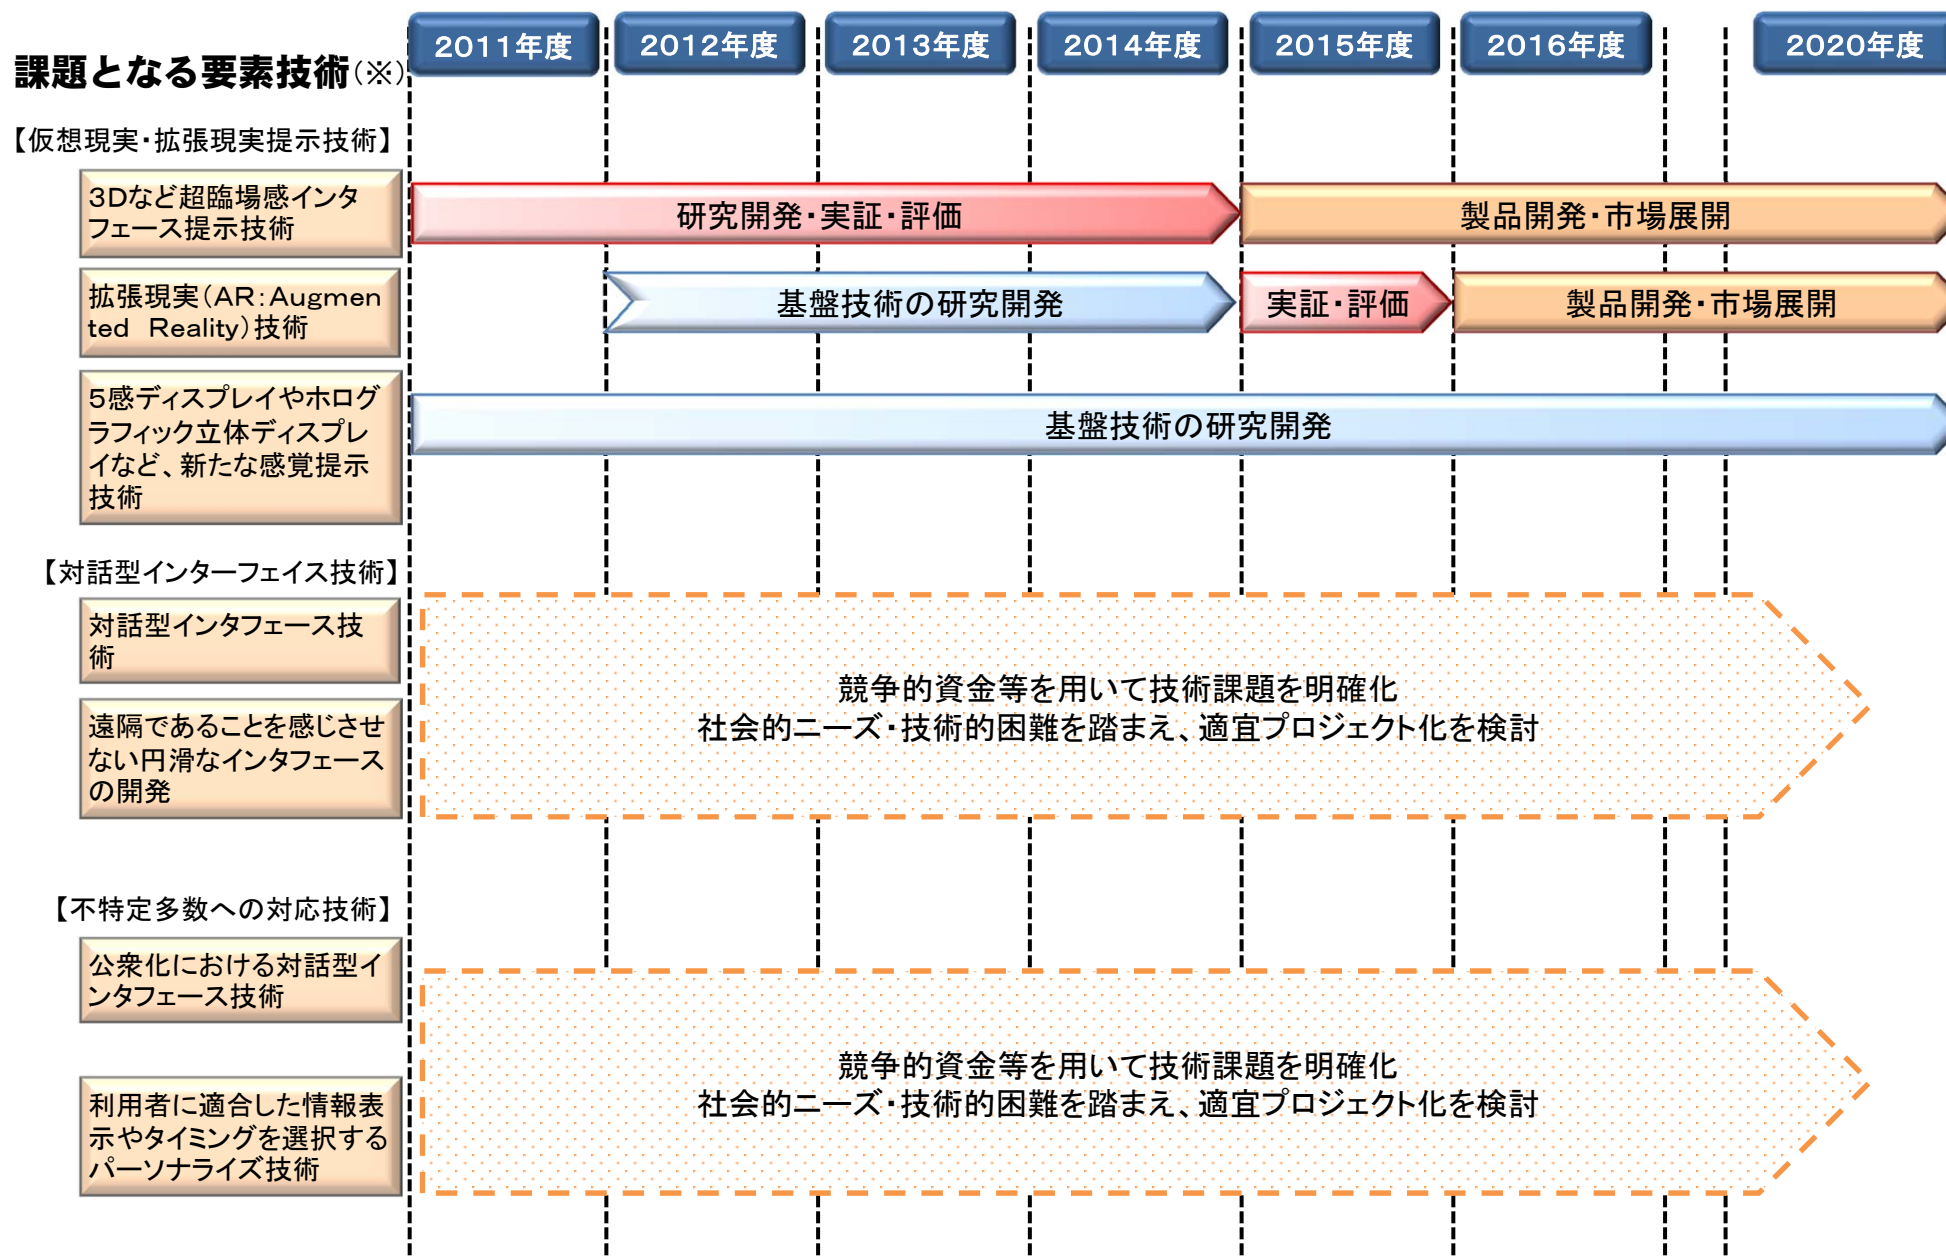 2011年度 2012年度 2013年度 2014年度 2015年度 2016年度 2020年度
課題となる要素技術(※)
【仮想現実・拡張現実提示技術】
3Dなど超臨場感インタ
フェース提示技術
研究開発・実証・評価
製品開発・市場展開
拡張現実(AR:Augmen
ted Reality)技術
基盤技術の研究開発
実証・評価
製品開発・市場展開
5感ディスプレイやホログ
ラフィック立体ディスプレ
イなど、新たな感覚提示
技術
基盤技術の研究開発
【対話型インターフェイス技術】
対話型インタフェース技
術
遠隔であることを感じさせ
ない円滑なインタフェース
の開発
競争的資金等を用いて技術課題を明確化
社会的ニーズ・技術的困難を踏まえ、適宜プロジェクト化を検討
【不特定多数への対応技術】
公衆化における対話型イ
ンタフェース技術
利用者に適合した情報表
示やタイミングを選択する
パーソナライズ技術
競争的資金等を用いて技術課題を明確化
社会的ニーズ・技術的困難を踏まえ、適宜プロジェクト化を検討